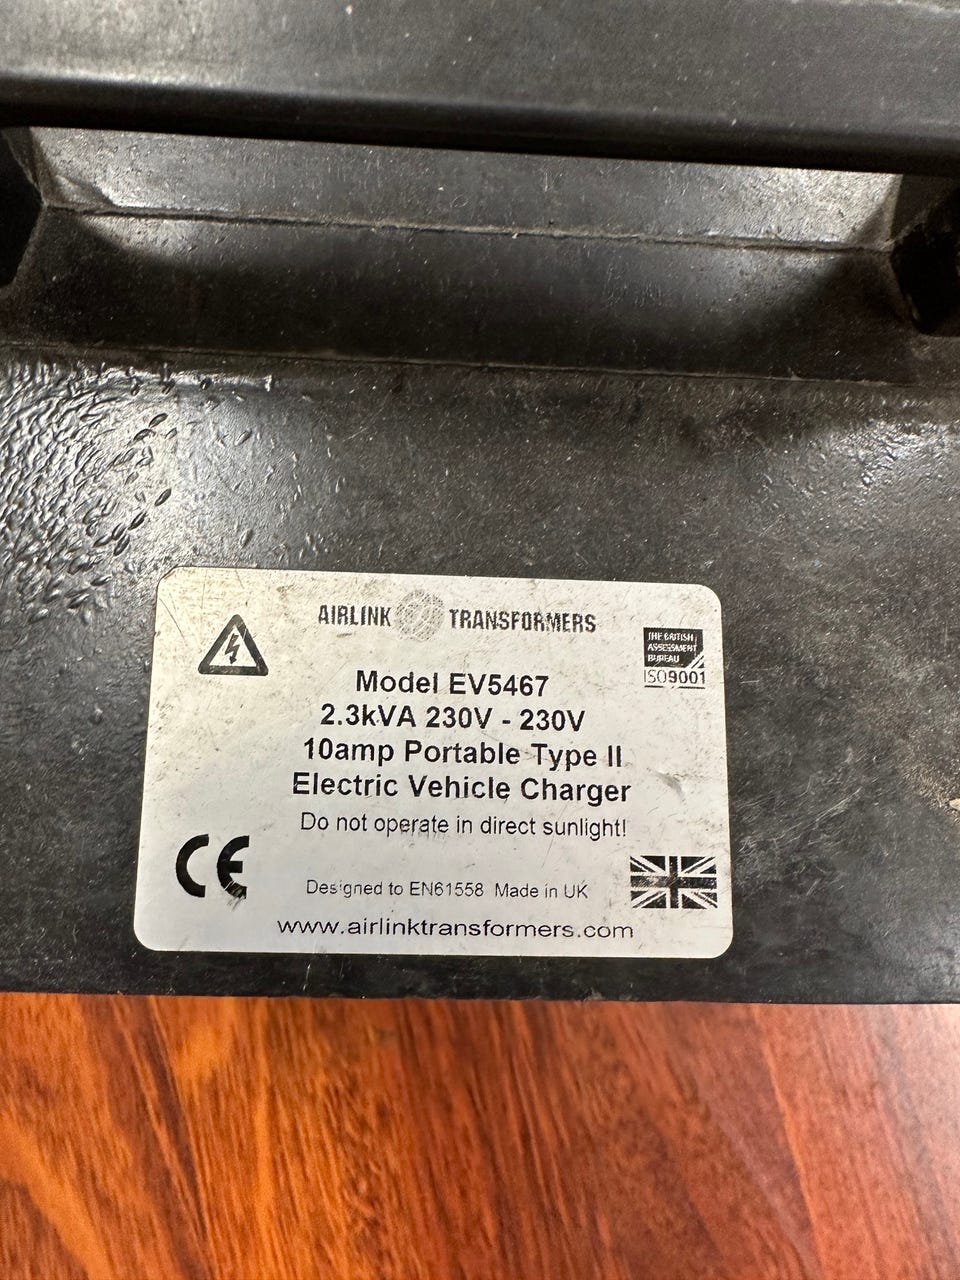 AIRLINK TRANSFORMERS
THE BRITISH
ASSESSMENT
BUREAU
ISO9001
Model EV5467
2.3kVA 230V - 230V
10amp Portable Type II
Electric Vehicle Charger
Do not operate in direct sunlight!
CE
Designed to EN61558 Made in UK
www.airlinktransformers.com